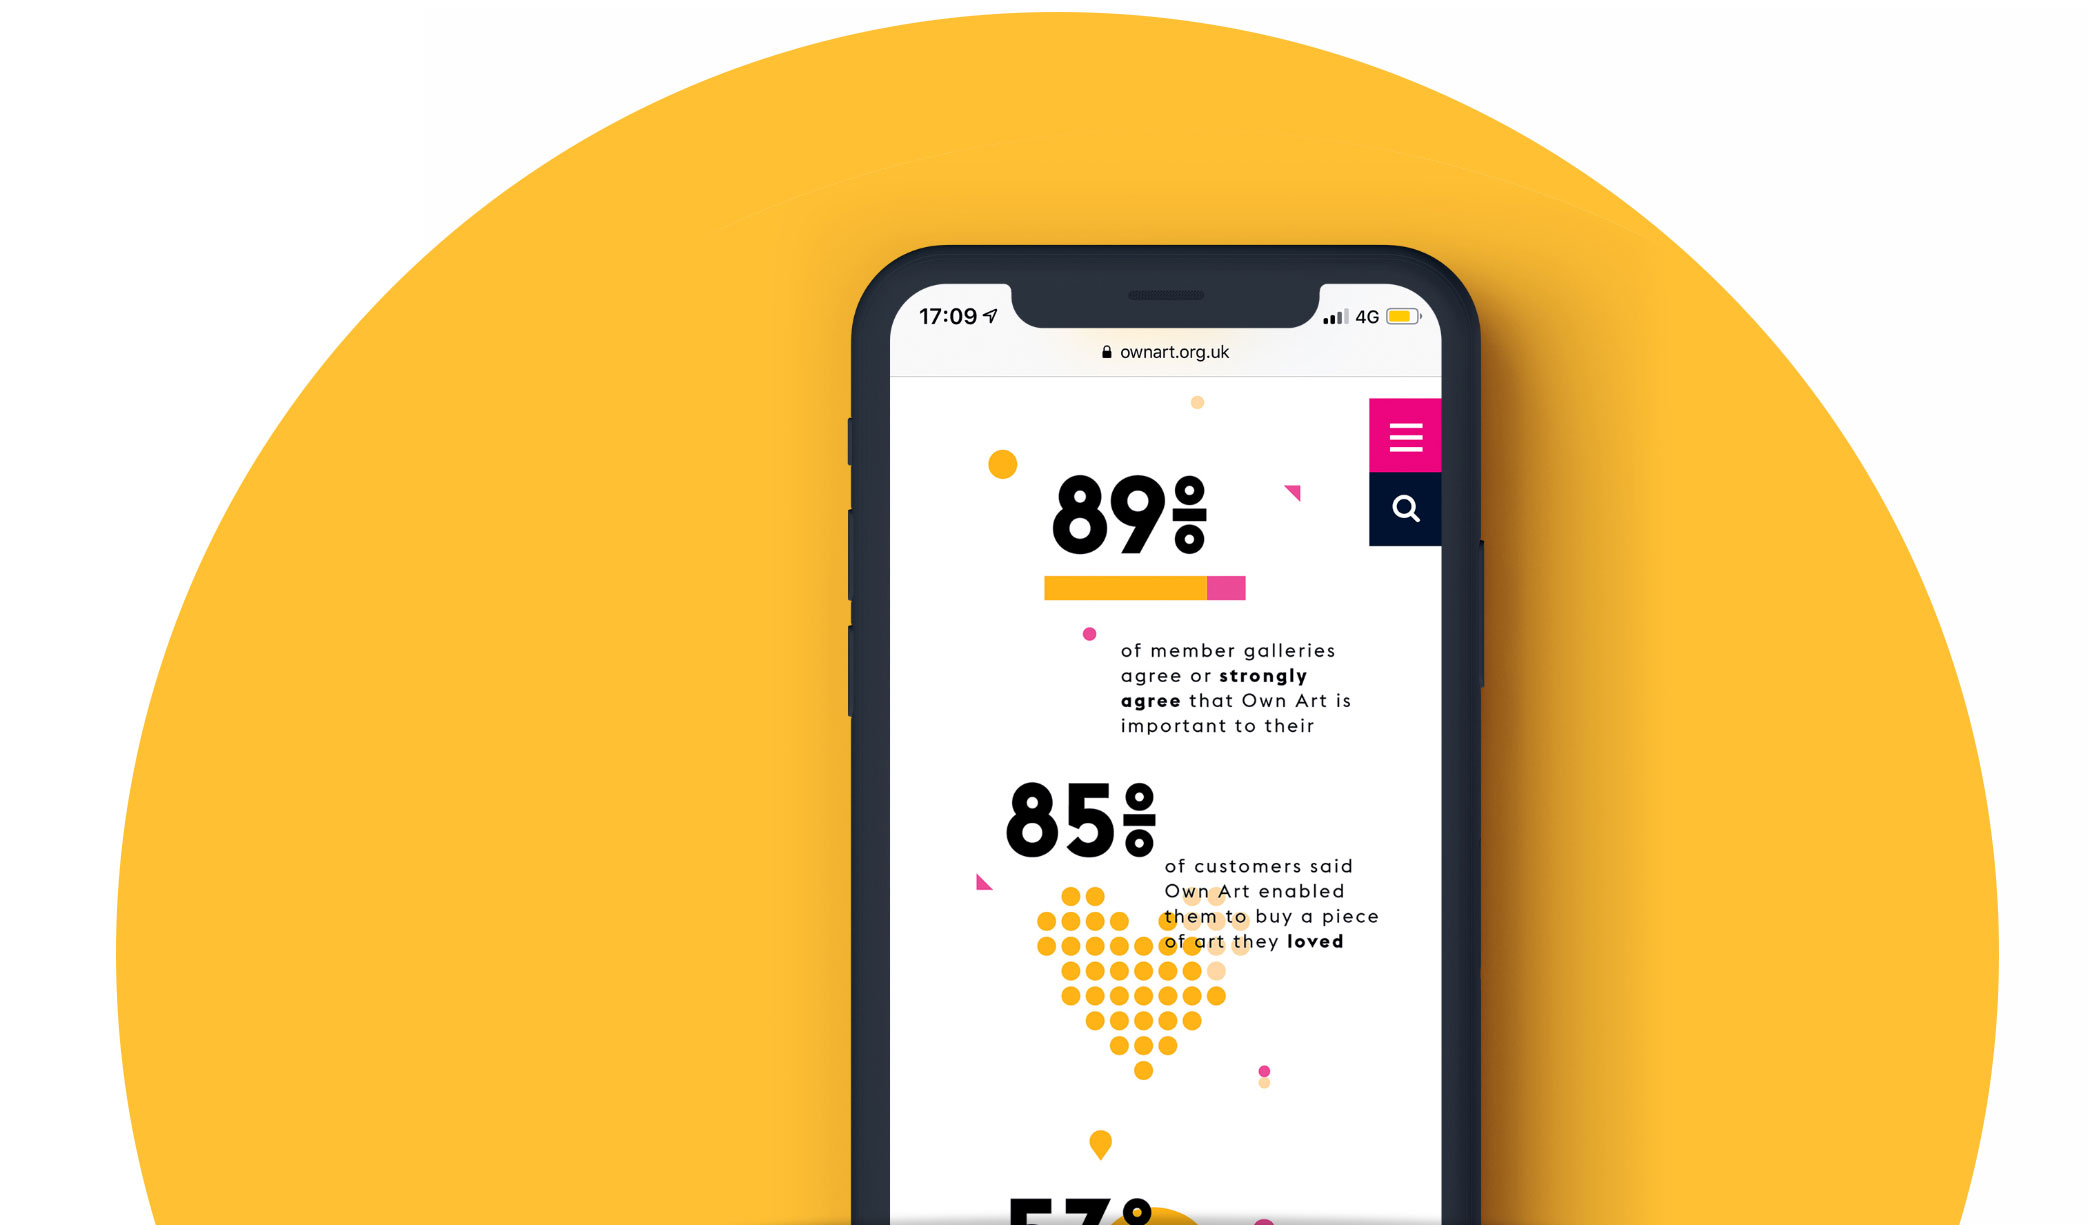 17:09
4G
ownart.org.uk
89%
of member galleries
agree or strongly
agree that Own Art is
important to their
85%
of customers said
Own Art enabled
them to buy a piece
of art they loved